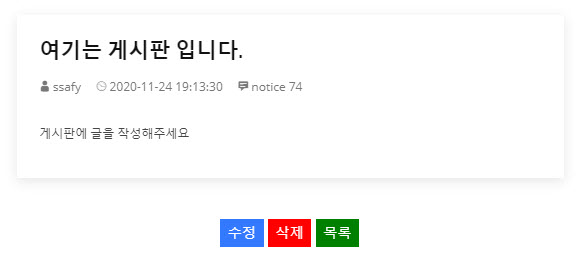 여기는 게시판 입니다.
ssafy 2020-11-24 19:13:30 notice 74
게시판에 글을 작성해주세요
수정 삭제 목록